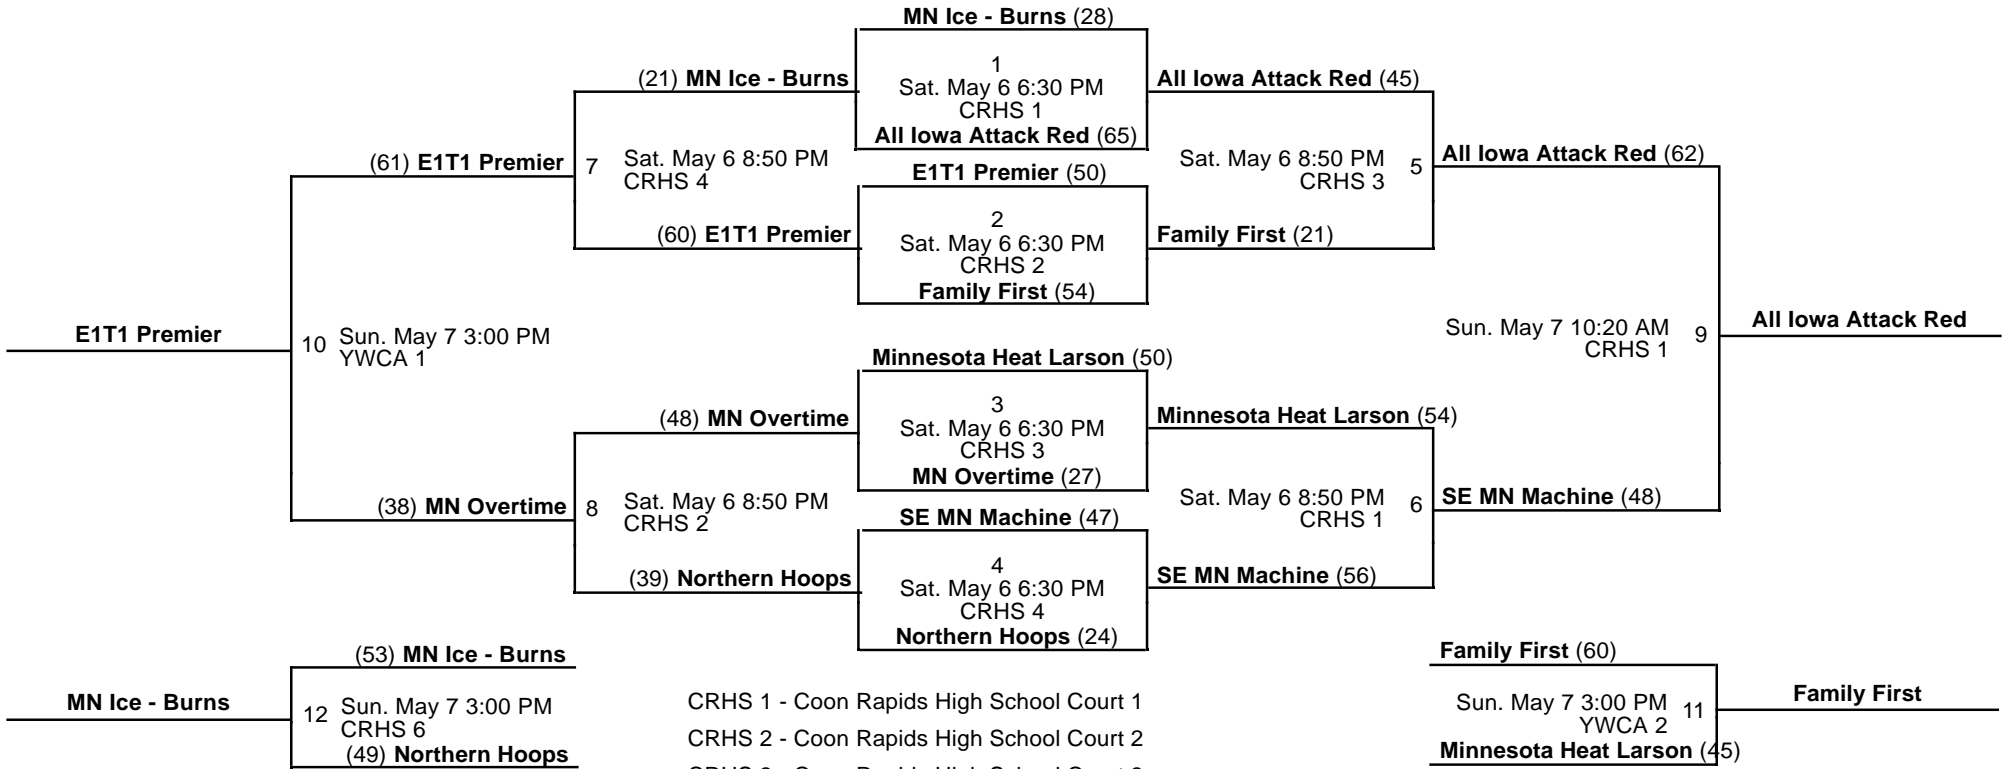 MN Ice - Burns (28)
1
Sat. May 6 6:30 PM
CRHS 1
All Iowa Attack Red (65)
(21) MN Ice - Burns
All Iowa Attack Red (45)
(61) E1T1 Premier
7
Sat. May 6 8:50 PM
CRHS 4
Sat. May 6 8:50 PM
CRHS 3
5
All Iowa Attack Red (62)
E1T1 Premier (50)
2
Sat. May 6 6:30 PM
CRHS 2
Family First (54)
(60) E1T1 Premier
Family First (21)
E1T1 Premier
10
Sun. May 7 3:00 PM
YWCA 1
Sun. May 7 10:20 AM
CRHS 1
9
All Iowa Attack Red
Minnesota Heat Larson (50)
3
Sat. May 6 6:30 PM
CRHS 3
MN Overtime (27)
(48) MN Overtime
Minnesota Heat Larson (54)
(38) MN Overtime
8
Sat. May 6 8:50 PM
CRHS 2
Sat. May 6 8:50 PM
CRHS 1
6
SE MN Machine (48)
SE MN Machine (47)
4
Sat. May 6 6:30 PM
CRHS 4
Northern Hoops (24)
(39) Northern Hoops
SE MN Machine (56)
(53) MN Ice - Burns
MN Ice - Burns
12
Sun. May 7 3:00 PM
CRHS 6
(49) Northern Hoops
CRHS 1 - Coon Rapids High School Court 1
CRHS 2 - Coon Rapids High School Court 2
Family First (60)
Sun. May 7 3:00 PM
YWCA 2
11
Family First
Minnesota Heat Larson (45)